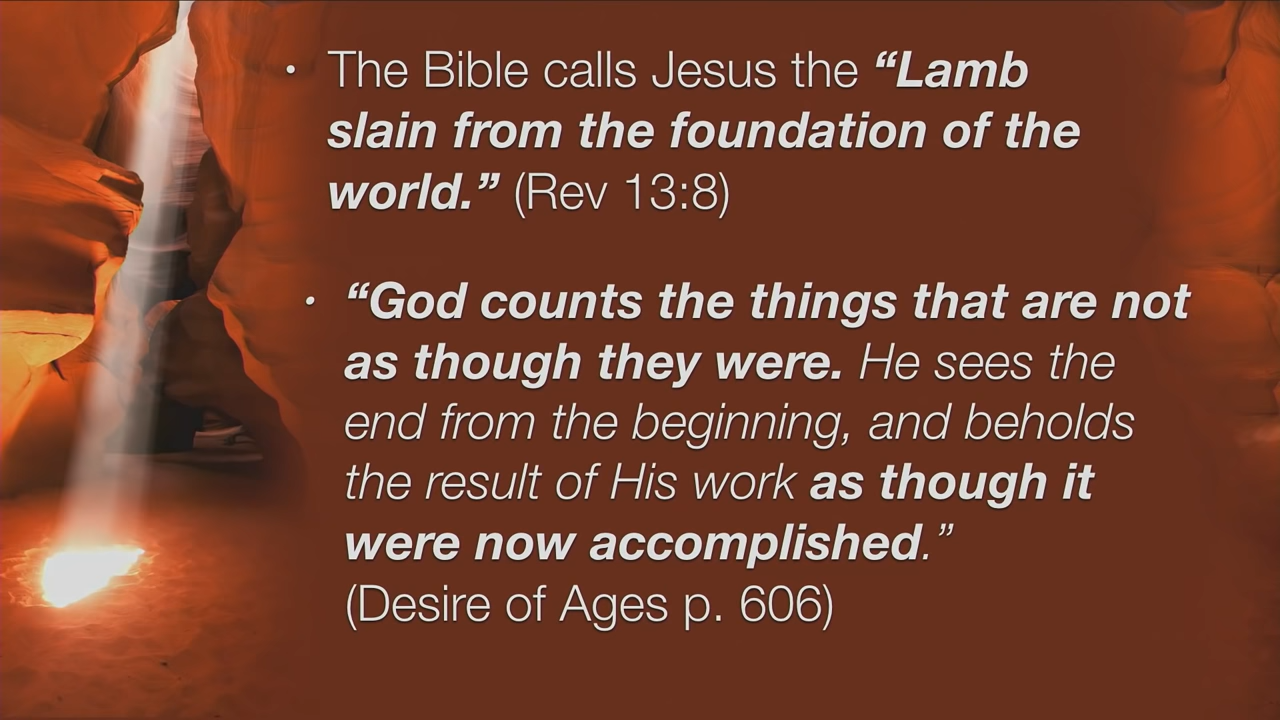 • The Bible calls Jesus the “Lamb
slain from the foundation of the
world.” (Rev 13:8)
• “God counts the things that are not
as though they were. He sees the
end from the beginning, and beholds
the result of His work as though it
were now accomplished.”
(Desire of Ages p. 606)